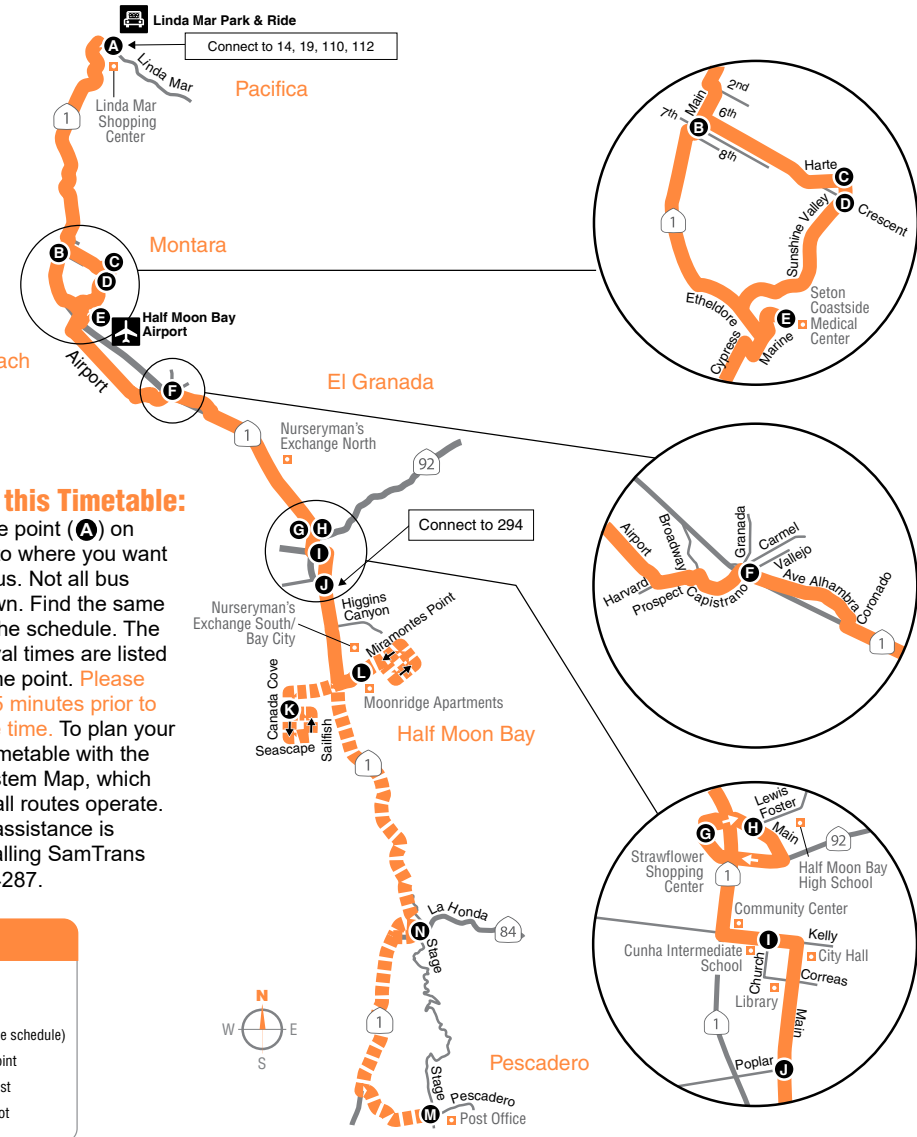 Linda Mar Park & Ride
A
Connect to 14, 19, 110, 112
Linda Mar
Pacifica
Linda Mar
Shopping
Center
1
Montara
B
C
D
E
Half Moon Bay
Airport
ach
Airport
F
El Granada
1
Nurseryman's
Exchange North
92
G H
I
J
Connect to 294
Nurseryman's
Exchange South/
Bay City
Higgins
Canyon
Miramontes Point
L
Moonridge Apartments
Canada Cove
K
Seascape
Sailfish
Half Moon Bay
1
La Honda
N
84
Stage
1
Pescadero
Stage
Pescadero
M
Post Office
N
W E
S
this Timetable:
e point (A) on
o where you want
us. Not all bus
wn. Find the same
he schedule. The
val times are listed
ne point. Please
5 minutes prior to
e time. To plan your
metable with the
stem Map, which
all routes operate.
assistance is
alling SamTrans
-287.
e schedule)
oint
st
ot
2nd
Main
6th
7th
B
8th
Harte
C
D
Crescent
Sunshine Valley
1
Etheldore
Seton
Coastside
Medical
Center
E
Cypress
Marine
Airport
Broadway
Granada
Carmel
Vallejo
F
Harvard
Prospect
Capistrano
Ave Alhambra
Coronado
1
Lewis
Foster
G
H
Main
92
Strawflower
Shopping
Center
1
Half Moon Bay
High School
Community Center
I
Kelly
Cunha Intermediate
School
City Hall
Church
Correas
Library
Main
1
Poplar
J